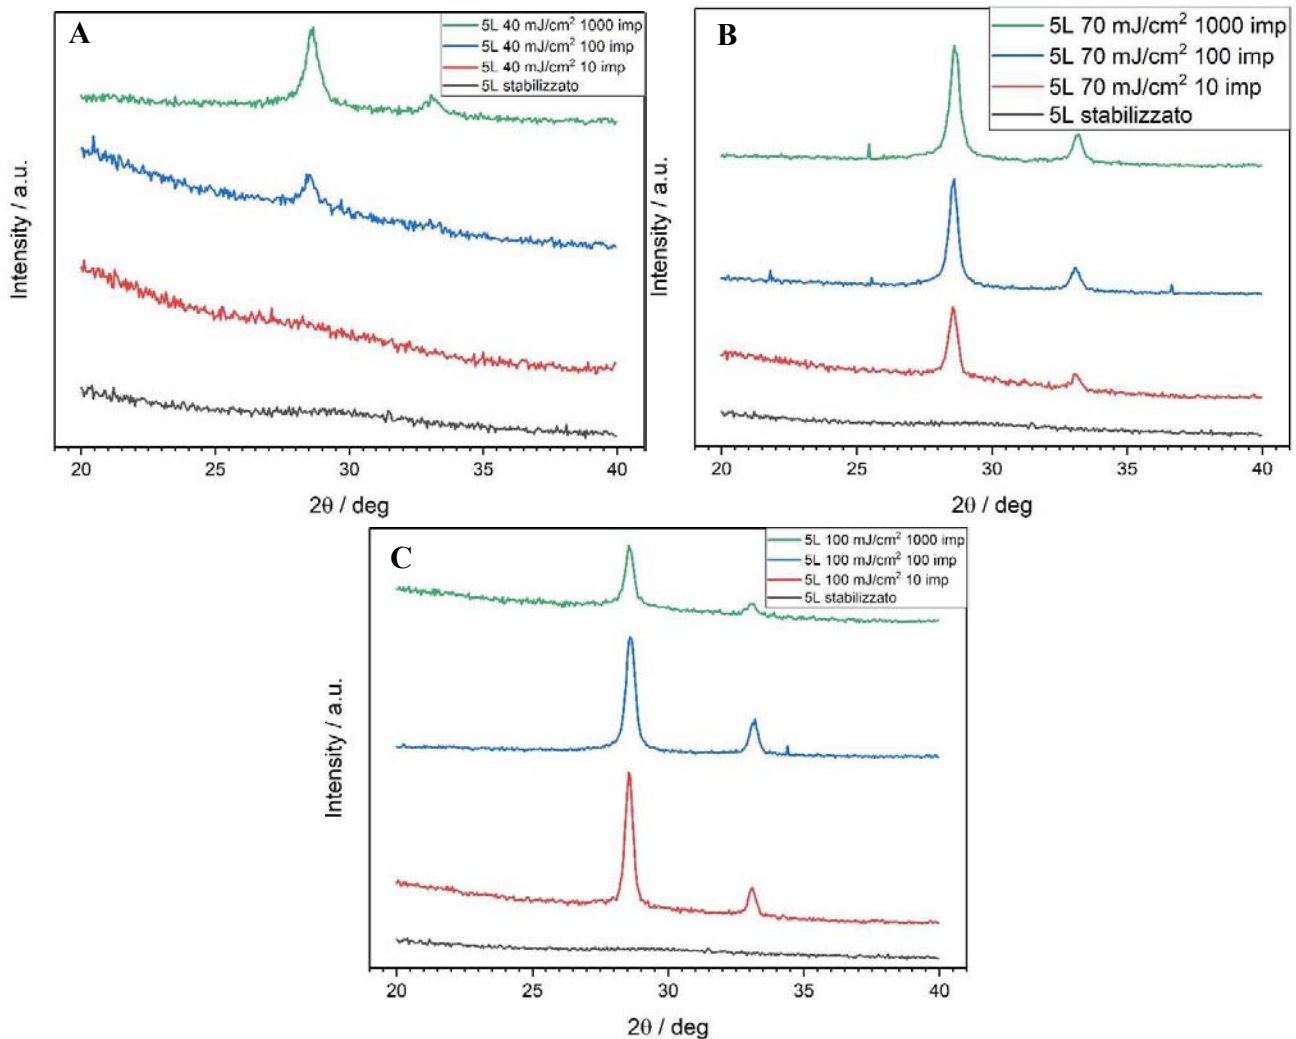 A
5L 40 mJ/cm² 1000 imp
5L 40 mJ/cm² 100 imp
5L 40 mJ/cm² 10 imp
5L stabilizzato
Intensity / a.u.
20 25 30 35 40
2θ / deg
B
5L 70 mJ/cm² 1000 imp
5L 70 mJ/cm² 100 imp
5L 70 mJ/cm² 10 imp
5L stabilizzato
Intensity / a.u.
20 25 30 35 40
2θ / deg
C
5L 100 mJ/cm² 1000 imp
5L 100 mJ/cm² 100 imp
5L 100 mJ/cm² 10 imp
5L stabilizzato
Intensity / a.u.
20 25 30 35 40
2θ / deg